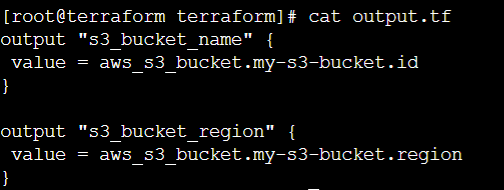 [root@terraform terraform]# cat output.tf
output "s3_bucket_name" {
 value = aws_s3_bucket.my-s3-bucket.id
}

output "s3_bucket_region" {
 value = aws_s3_bucket.my-s3-bucket.region
}